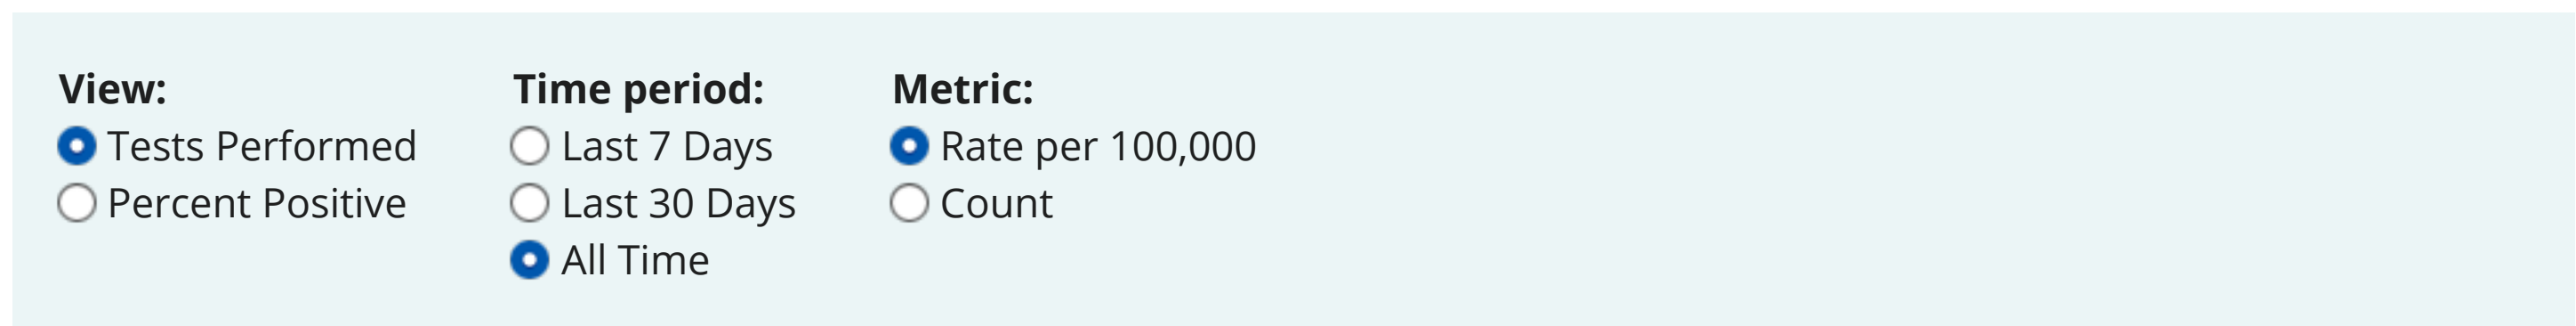 View:
Tests Performed
Percent Positive
Time period:
Last 7 Days
Last 30 Days
All Time
Metric:
Rate per 100,000
Count